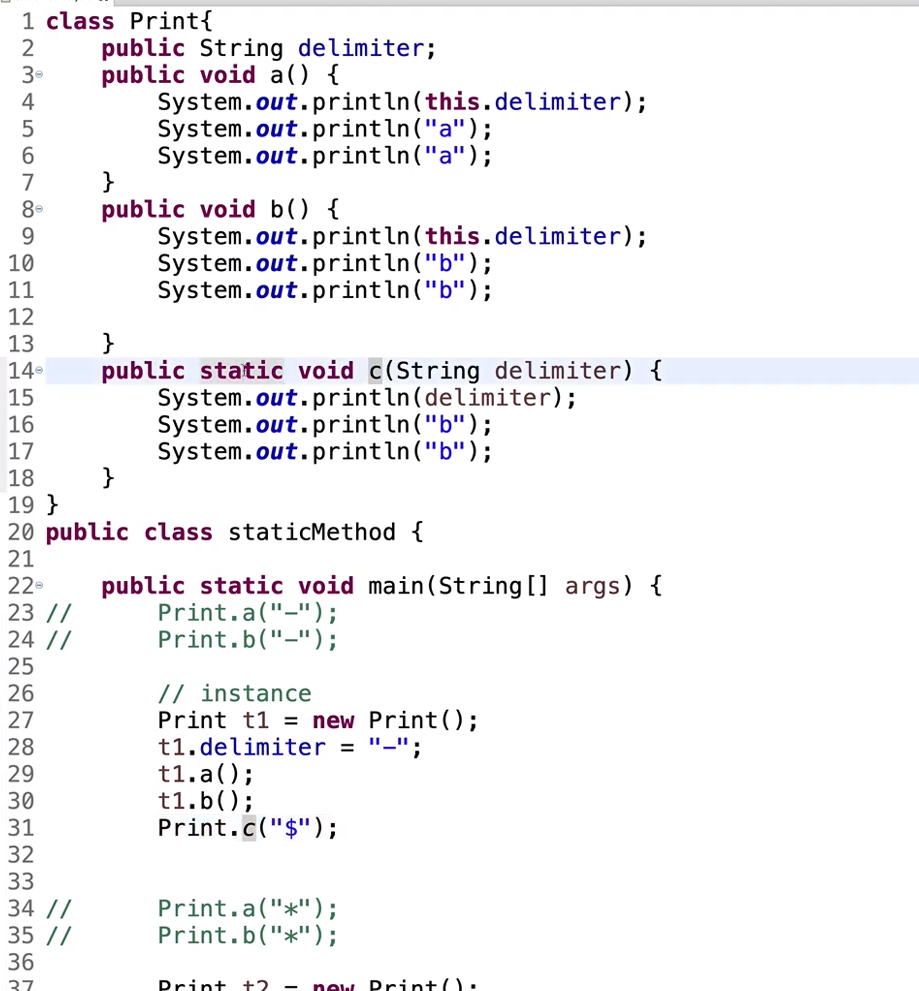 1 class Print{
2 public String delimiter;
3 public void a() {
4 System.out.println(this.delimiter);
5 System.out.println("a");
6 System.out.println("a");
7 }
8 public void b() {
9 System.out.println(this.delimiter);
10 System.out.println("b");
11 System.out.println("b");
12
13 }
14 public static void c(String delimiter) {
15 System.out.println(delimiter);
16 System.out.println("b");
17 System.out.println("b");
18 }
19 }
20 public class staticMethod {
21
22 public static void main(String[] args) {
23 // Print.a("-");
24 // Print.b("-");
25
26 // instance
27 Print t1 = new Print();
28 t1.delimiter = "-";
29 t1.a();
30 t1.b();
31 Print.c("$");
32
33
34 // Print.a("*");
35 // Print.b("*");
36
37 Print t2 = new Print();